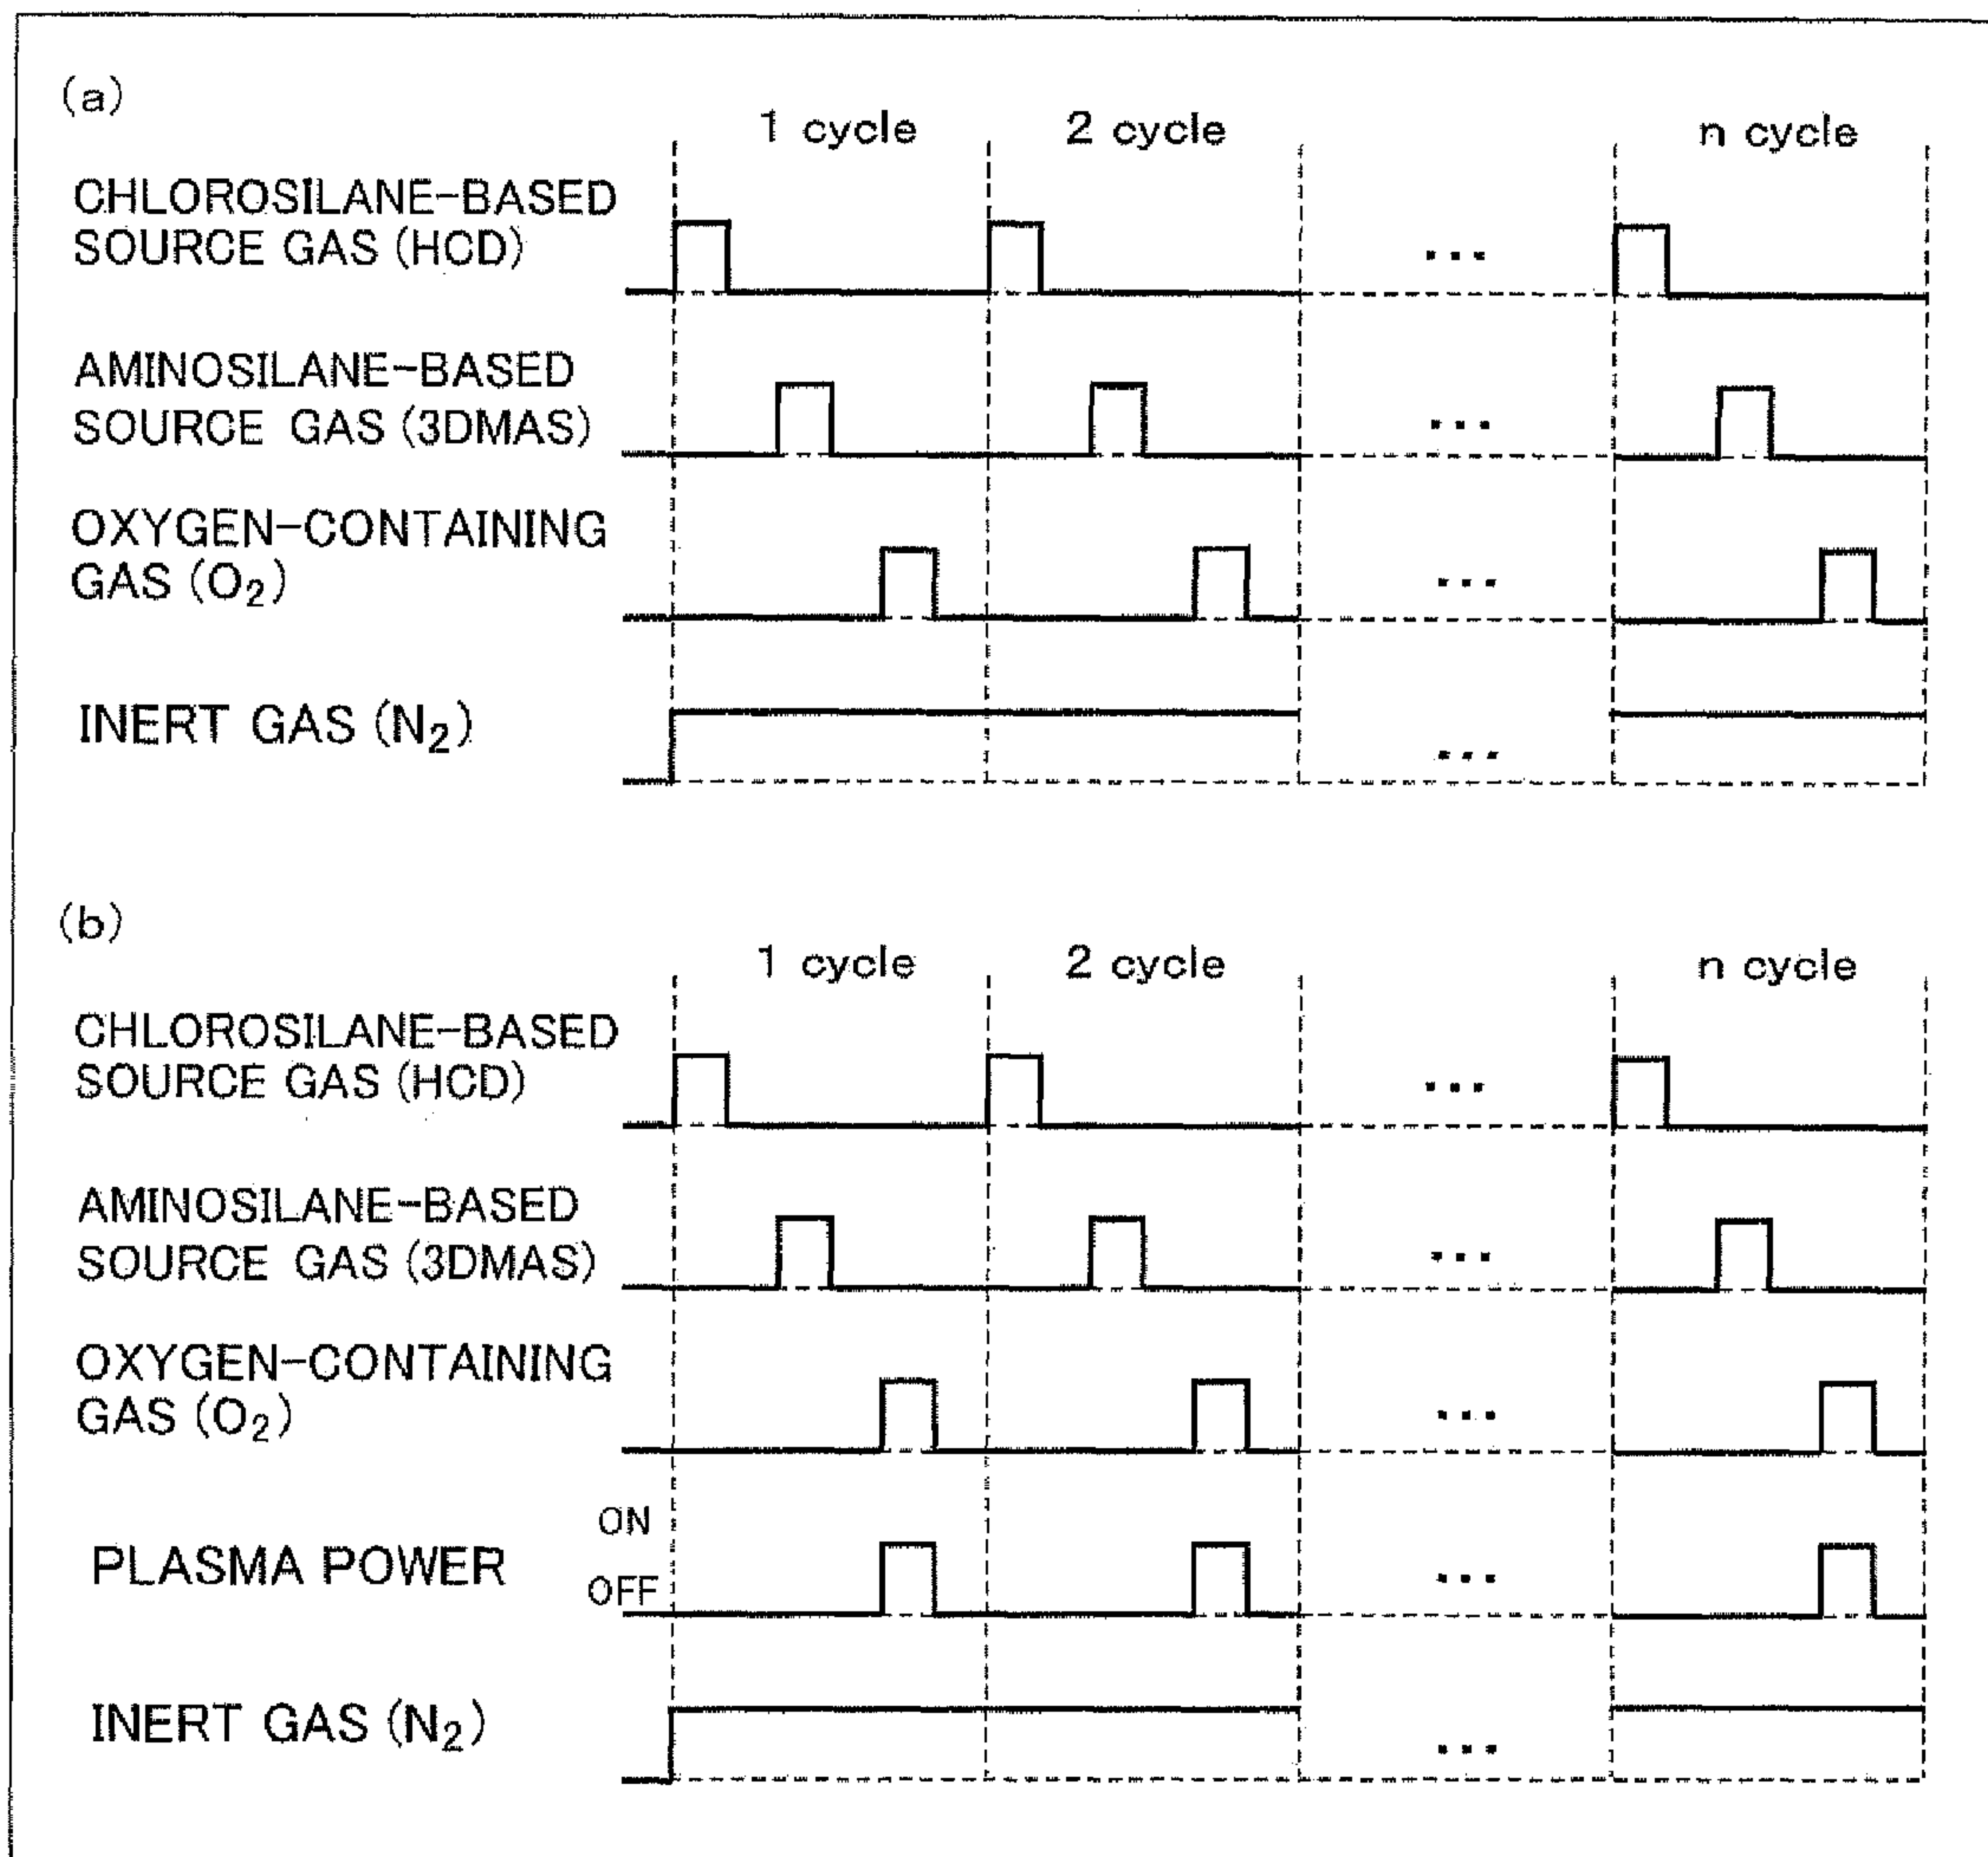 (a)
1 cycle 2 cycle n cycle
CHLOROSILANE-BASED
SOURCE GAS (HCD)
...
AMINOSILANE-BASED
SOURCE GAS (3DMAS)
...
OXYGEN-CONTAINING
GAS (O2)
...
INERT GAS (N2)
...
(b)
1 cycle 2 cycle n cycle
CHLOROSILANE-BASED
SOURCE GAS (HCD)
...
AMINOSILANE-BASED
SOURCE GAS (3DMAS)
...
OXYGEN-CONTAINING
GAS (O2)
...
ON
PLASMA POWER
OFF
...
INERT GAS (N2)
...